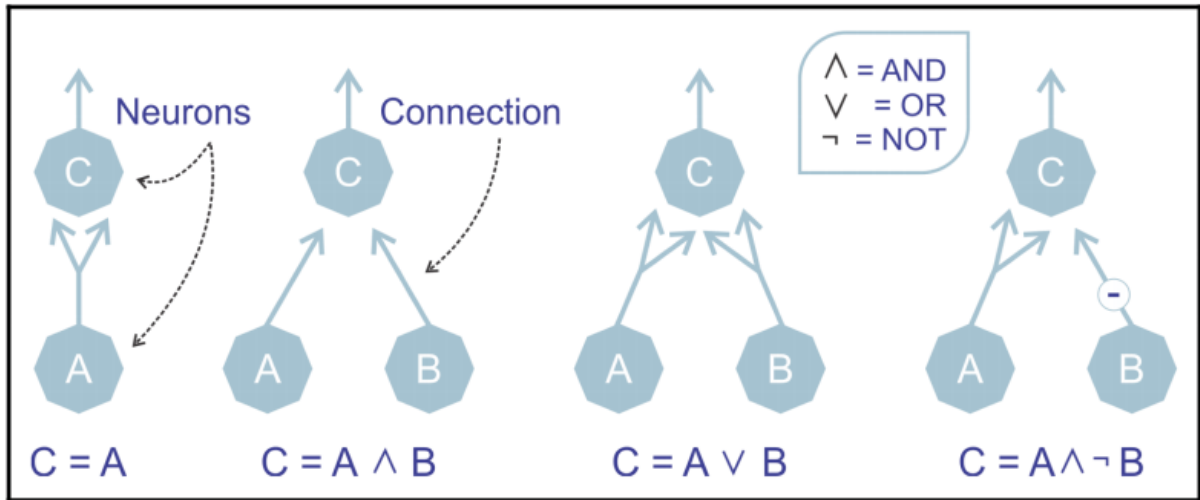 Neurons
Connection
∧ = AND
∨ = OR
¬ = NOT
C
C
C
C
A
A
B
A
B
-
A
B
C = A
C = A ∧ B
C = A ∨ B
C = A ∧ ¬ B